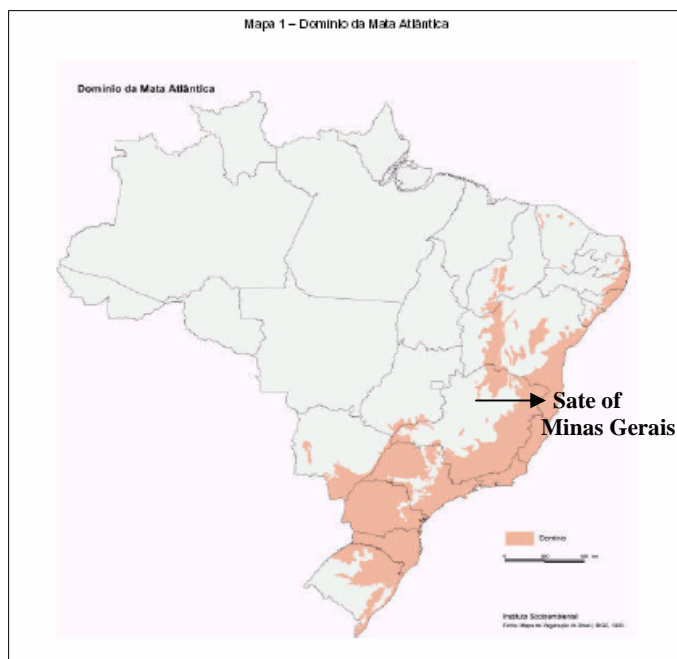 Mapa 1 – Domínio da Mata Atlântica
Domínio da Mata Atlântica
Sate of
Minas Gerais
Domínio
Instituto Socioambiental